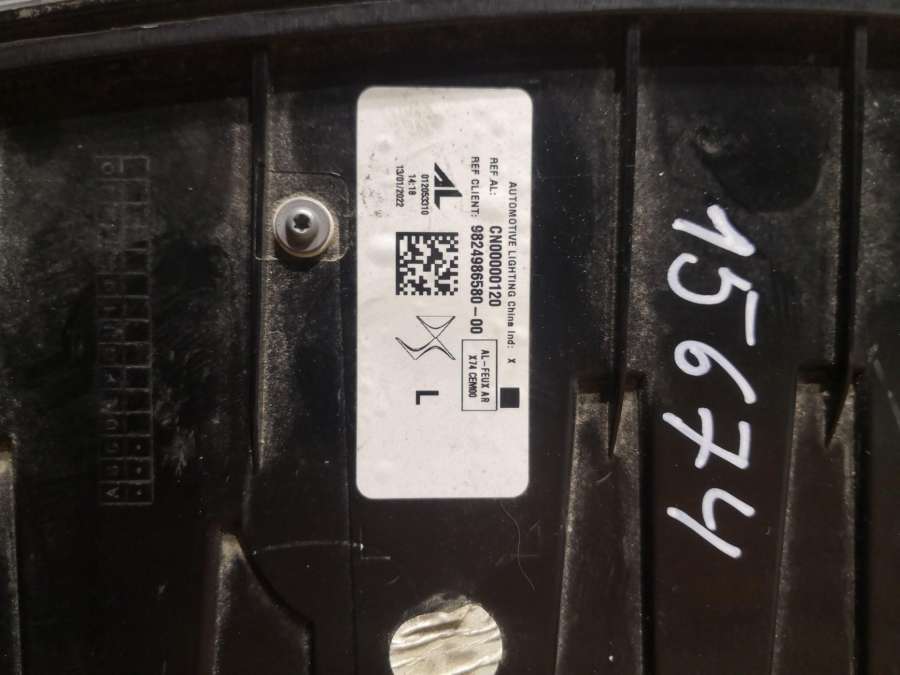 AUTOMOTIVE LIGHTING China Ind: X
REF AL: CN00000120
REF CLIENT: 9824986580-00
AL-FEUX AR
X74 CEM00
AL
012053310
14:18
13/01/2022
L
15674